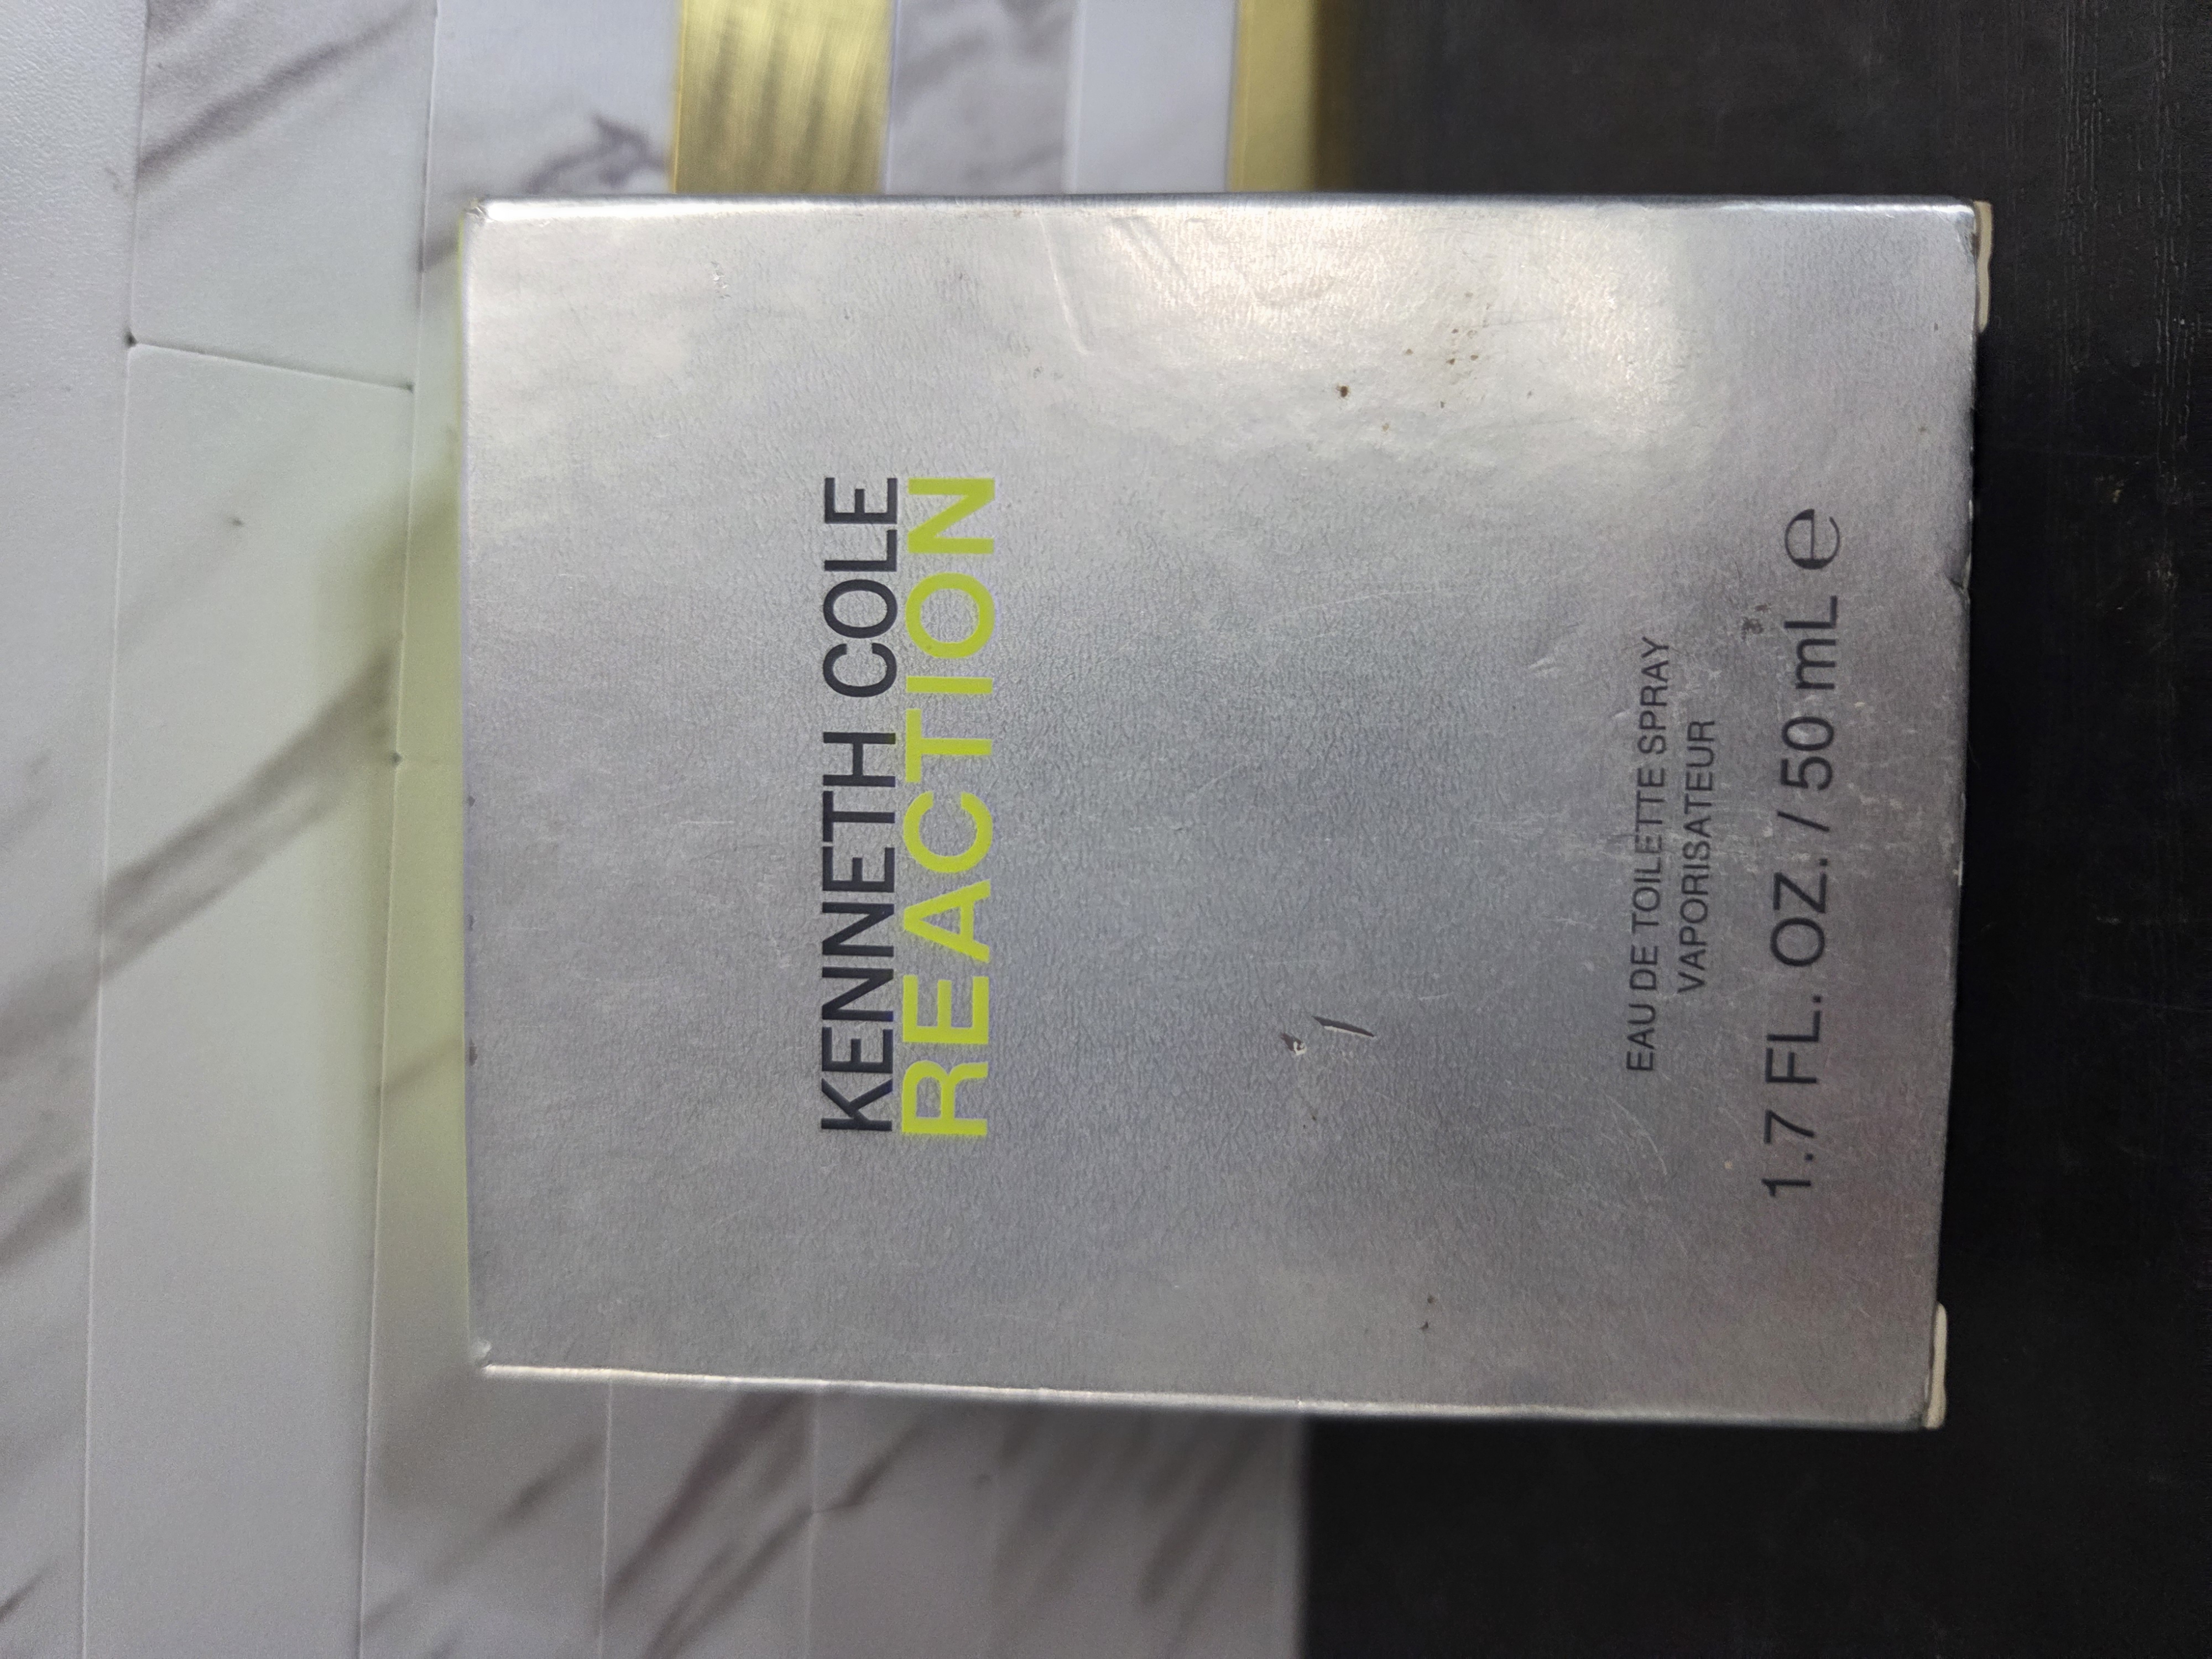 KENNETH COLE
REACTION
EAU DE TOILETTE SPRAY
VAPORISATEUR
1.7 FL. OZ. / 50 mL ℮